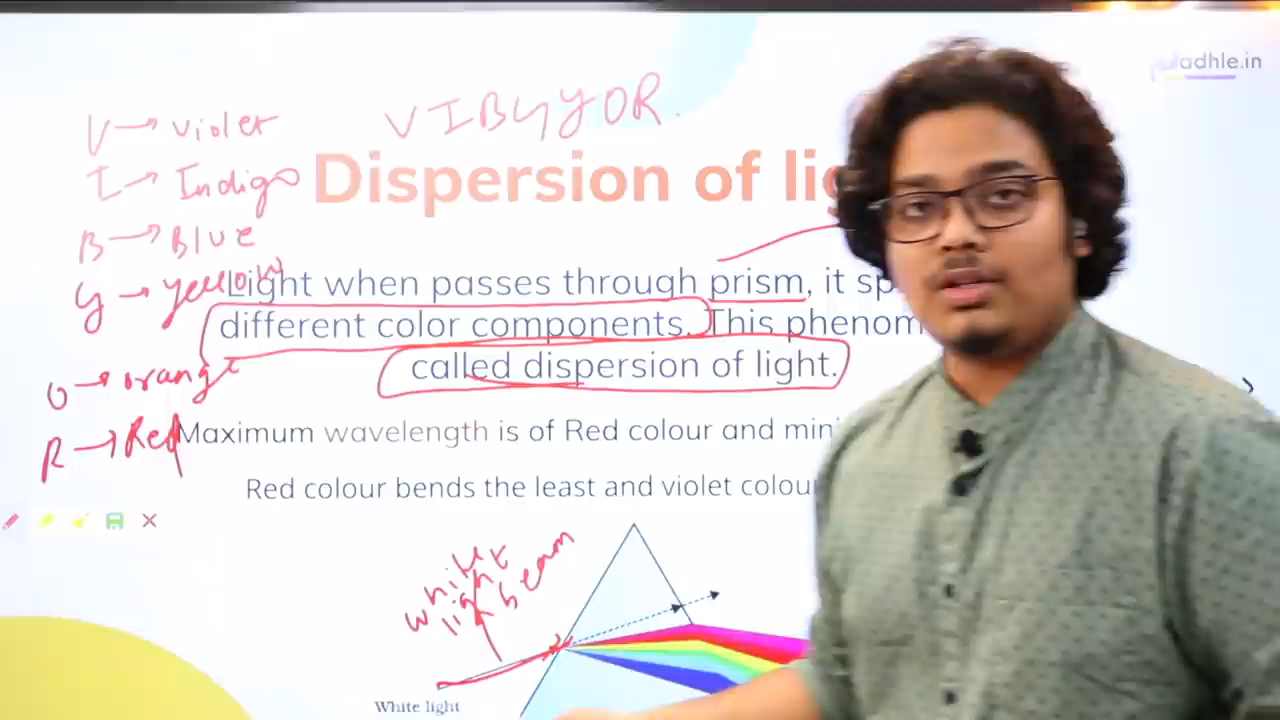 adhle.in
VIBGYOR.
V → violet
I → Indigo
B → Blue
y → yellow
O → orange
R → Red
Dispersion of lig
Light when passes through prism, it sp
different color components. This phenom
called dispersion of light.
Maximum wavelength is of Red colour and mini
Red colour bends the least and violet colou
white
light
beam
White light